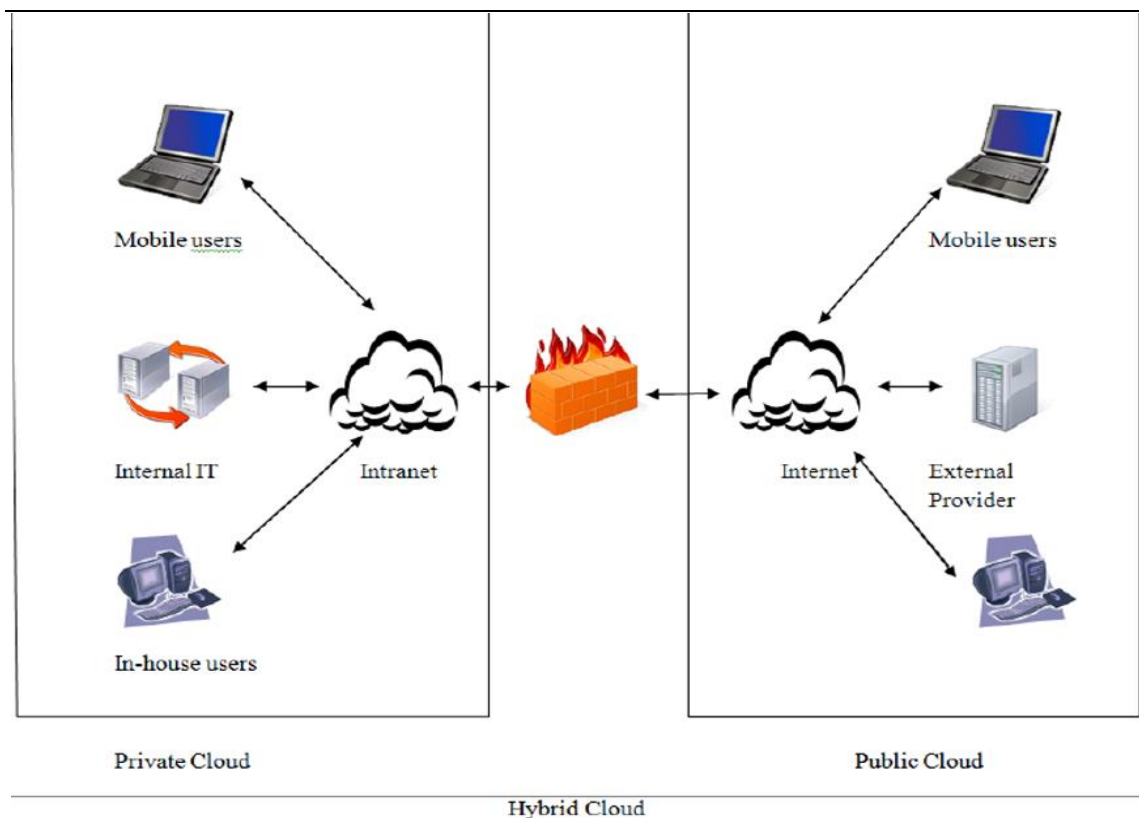 Mobile users
Mobile users
Internal IT
Intranet
Internet
External
Provider
In-house users
Private Cloud
Public Cloud
Hybrid Cloud